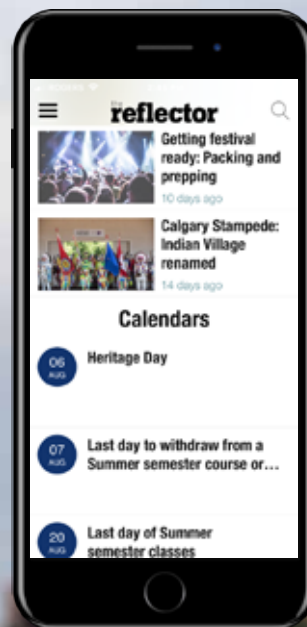 the
reflector
Getting festival
ready: Packing and
prepping
10 days ago
Calgary Stampede:
Indian Village
renamed
14 days ago
Calendars
06
AUG
Heritage Day
07
AUG
Last day to withdraw from a
Summer semester course or...
20
AUG
Last day of Summer
semester classes